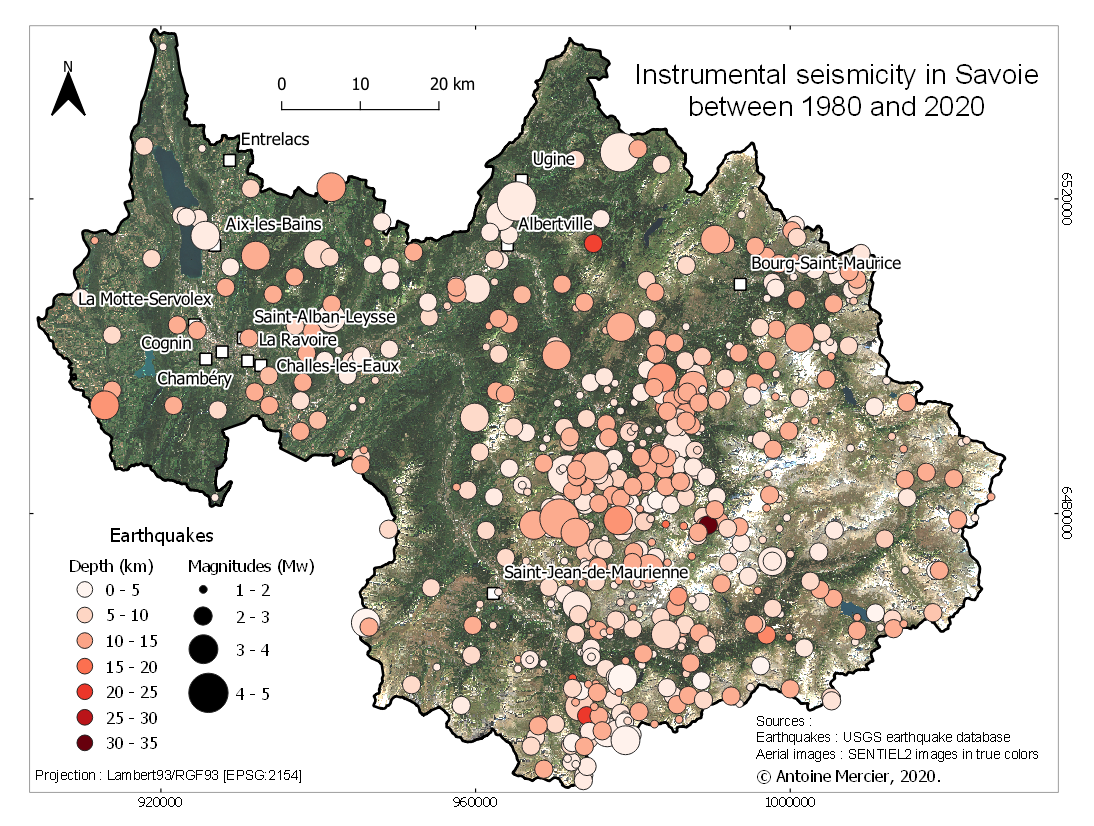 Instrumental seismicity in Savoie
between 1980 and 2020
N
0 10 20 km
Entrelacs
Ugine
Aix-les-Bains
Albertville
Bourg-Saint-Maurice
La Motte-Servolex
Saint-Alban-Leysse
Cognin
La Ravoire
Chambéry
Challes-les-Eaux
Saint-Jean-de-Maurienne
6520000
6480000
Earthquakes
Depth (km) Magnitudes (Mw)
0 - 5 1 - 2
5 - 10 2 - 3
10 - 15 3 - 4
15 - 20
20 - 25 4 - 5
25 - 30
30 - 35
Sources :
Earthquakes : USGS earthquake database
Aerial images : SENTIEL2 images in true colors
© Antoine Mercier, 2020.
Projection : Lambert93/RGF93 [EPSG:2154]
920000 960000 1000000